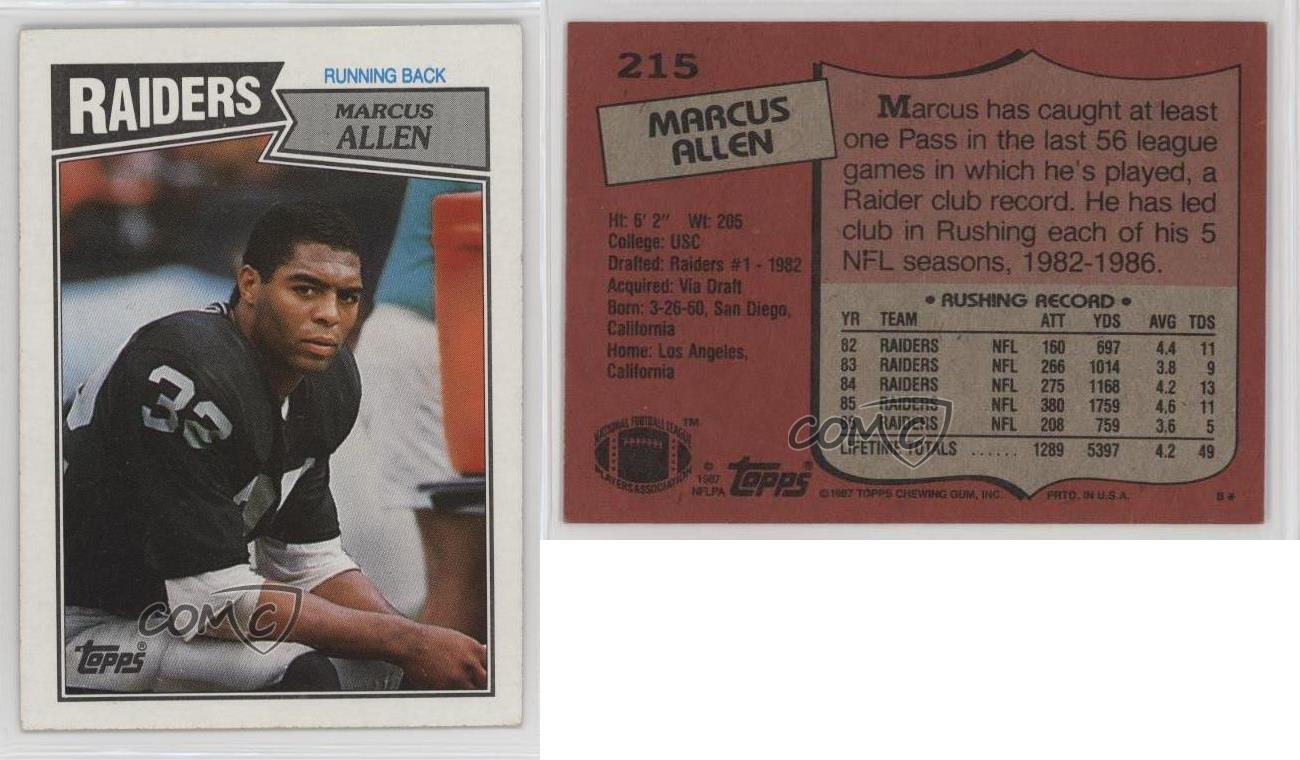 RAIDERS
RUNNING BACK
MARCUS
ALLEN
32
COMC
topps®
215
MARCUS
ALLEN
Ht: 6' 2" Wt: 205
College: USC
Drafted: Raiders #1 - 1982
Acquired: Via Draft
Born: 3-26-60, San Diego,
California
Home: Los Angeles,
California
NATIONAL FOOTBALL LEAGUE
PLAYERS ASSOCIATION
TM
© 1987
NFLPA
topps®
Marcus has caught at least
one Pass in the last 56 league
games in which he's played, a
Raider club record. He has led
club in Rushing each of his 5
NFL seasons, 1982-1986.
• RUSHING RECORD •
YR TEAM ATT YDS AVG TDS
82 RAIDERS NFL 160 697 4.4 11
83 RAIDERS NFL 266 1014 3.8 9
84 RAIDERS NFL 275 1168 4.2 13
85 RAIDERS NFL 380 1759 4.6 11
86 RAIDERS NFL 208 759 3.6 5
LIFETIME TOTALS ...... 1289 5397 4.2 49
COMC
©1987 TOPPS CHEWING GUM, INC. PRTD. IN U.S.A. B*